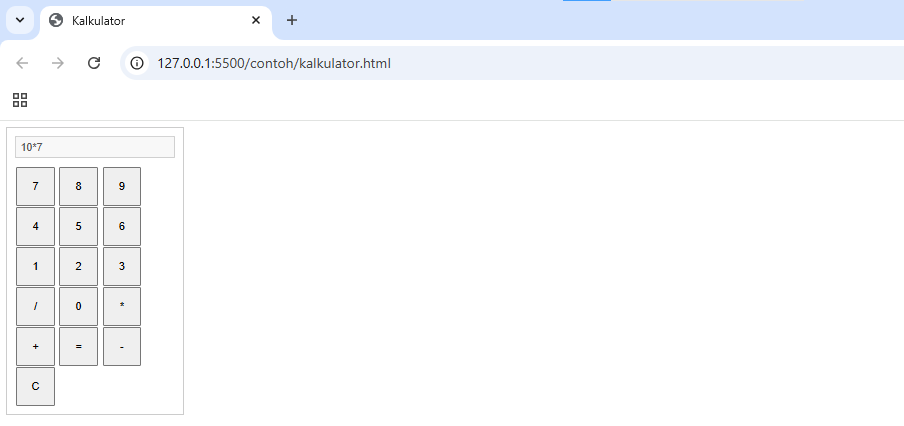 Kalkulator
127.0.0.1:5500/contoh/kalkulator.html
10*7
7 8 9
4 5 6
1 2 3
/ 0 *
+ = -
C